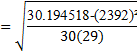 = √((30.194518-(2392)²)/(30(29)))